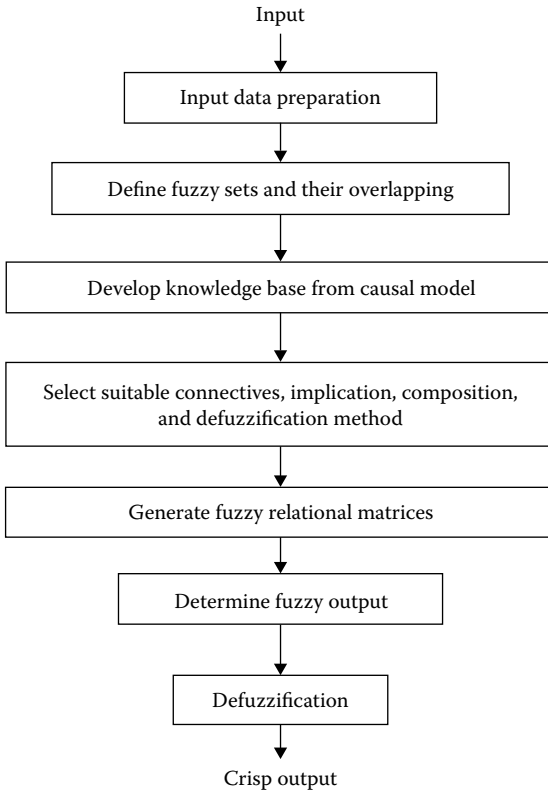 Input
Input data preparation
Define fuzzy sets and their overlapping
Develop knowledge base from causal model
Select suitable connectives, implication, composition,
and defuzzification method
Generate fuzzy relational matrices
Determine fuzzy output
Defuzzification
Crisp output